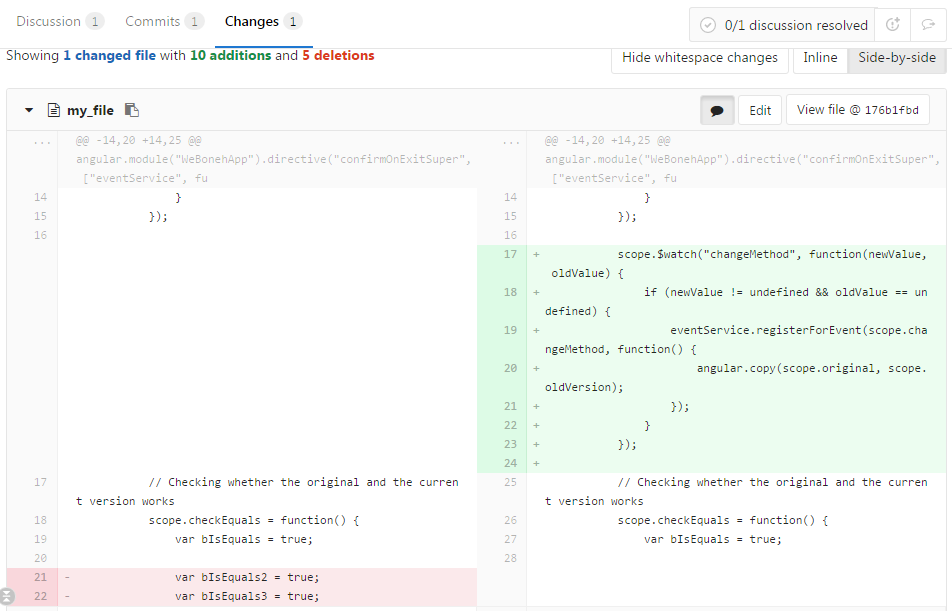 Discussion 1 Commits 1 Changes 1
0/1 discussion resolved
Showing 1 changed file with 10 additions and 5 deletions
Hide whitespace changes Inline Side-by-side
my_file
Edit View file @ 176b1fbd
... @@ -14,20 +14,25 @@
angular.module("WeBonehApp").directive("confirmOnExitSuper",
["eventService", fu
14 }
15 });
16
17 // Checking whether the original and the curren
t version works
18 scope.checkEquals = function() {
19 var bIsEquals = true;
20
21 - var bIsEquals2 = true;
22 - var bIsEquals3 = true;
... @@ -14,20 +14,25 @@
angular.module("WeBonehApp").directive("confirmOnExitSuper",
["eventService", fu
14 }
15 });
16
17 + scope.$watch("changeMethod", function(newValue,
oldValue) {
18 + if (newValue != undefined && oldValue == un
defined) {
19 + eventService.registerForEvent(scope.cha
ngeMethod, function() {
20 + angular.copy(scope.original, scope.
oldVersion);
21 + });
22 + }
23 + });
24 +
25 // Checking whether the original and the curren
t version works
26 scope.checkEquals = function() {
27 var bIsEquals = true;
28